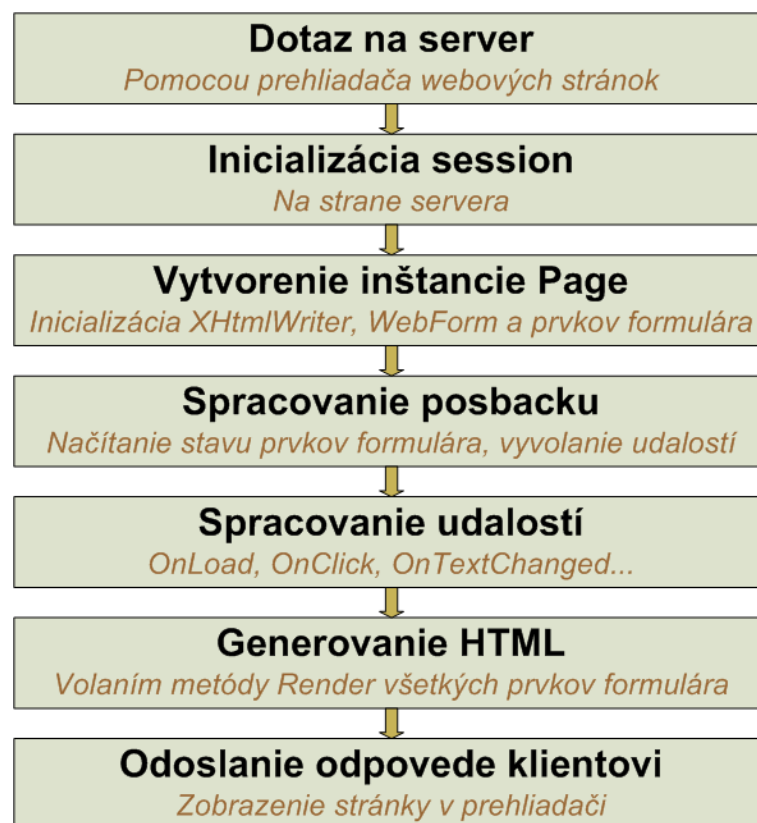 Dotaz na server
Pomocou prehliadača webových stránok
Inicializácia session
Na strane servera
Vytvorenie inštancie Page
Inicializácia XHtmlWriter, WebForm a prvkov formulára
Spracovanie posbacku
Načítanie stavu prvkov formulára, vyvolanie udalostí
Spracovanie udalostí
OnLoad, OnClick, OnTextChanged...
Generovanie HTML
Volaním metódy Render všetkých prvkov formulára
Odoslanie odpovede klientovi
Zobrazenie stránky v prehliadači